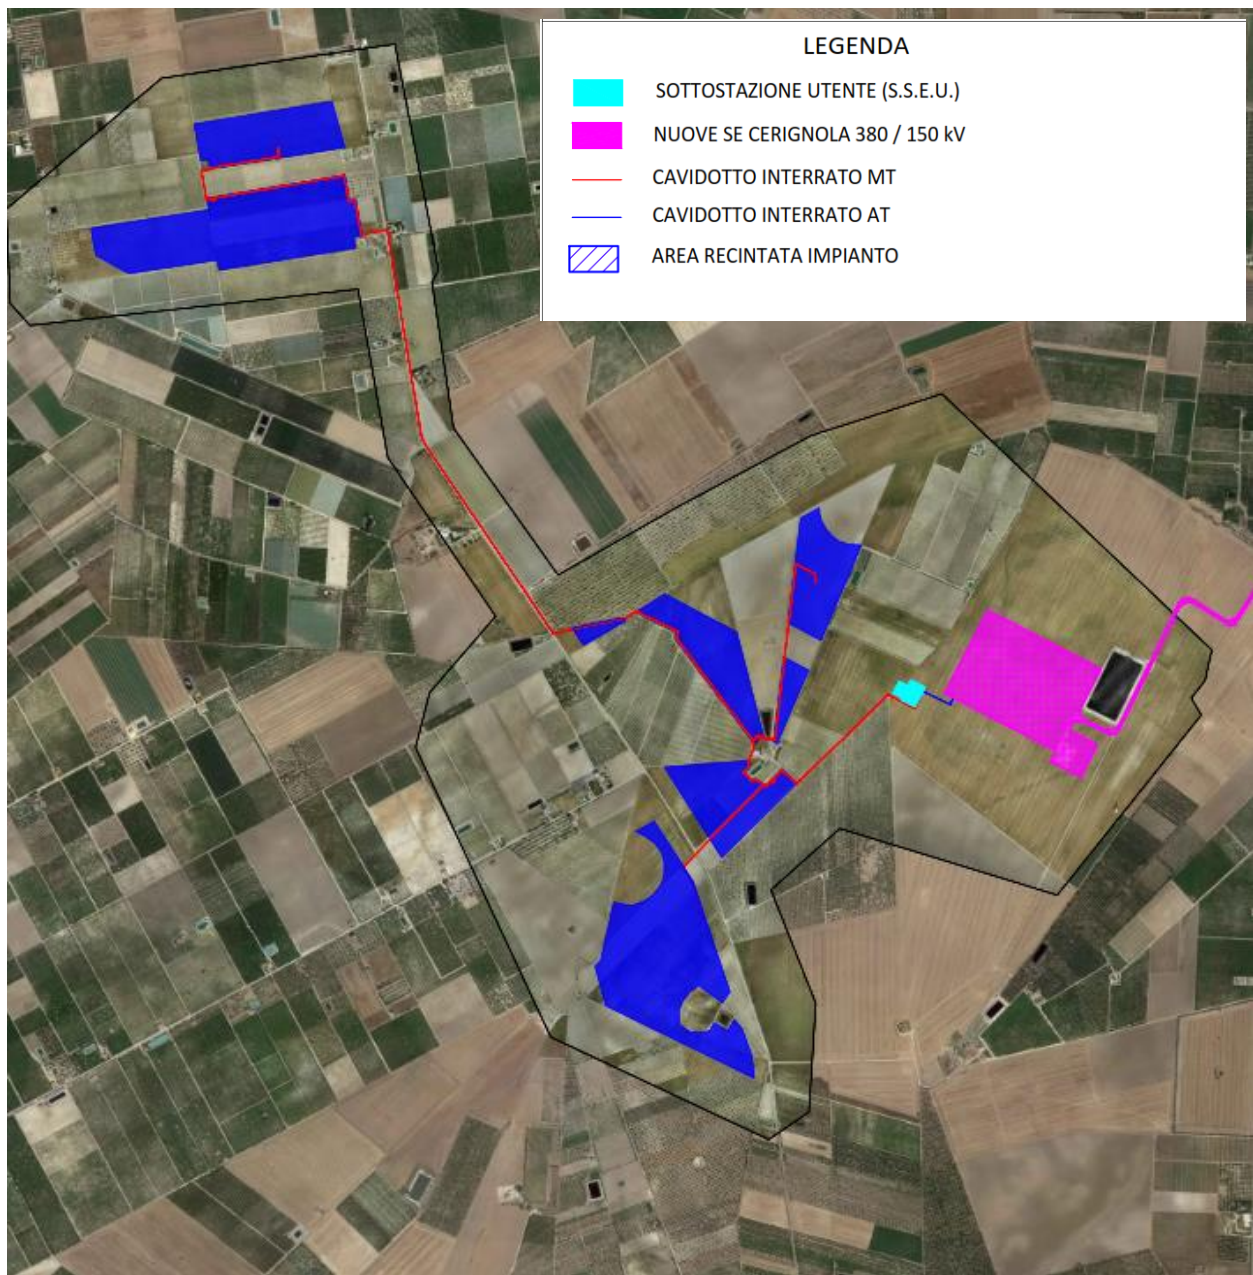 LEGENDA
SOTTOSTAZIONE UTENTE (S.S.E.U.)
NUOVE SE CERIGNOLA 380 / 150 kV
CAVIDOTTO INTERRATO MT
CAVIDOTTO INTERRATO AT
AREA RECINTATA IMPIANTO